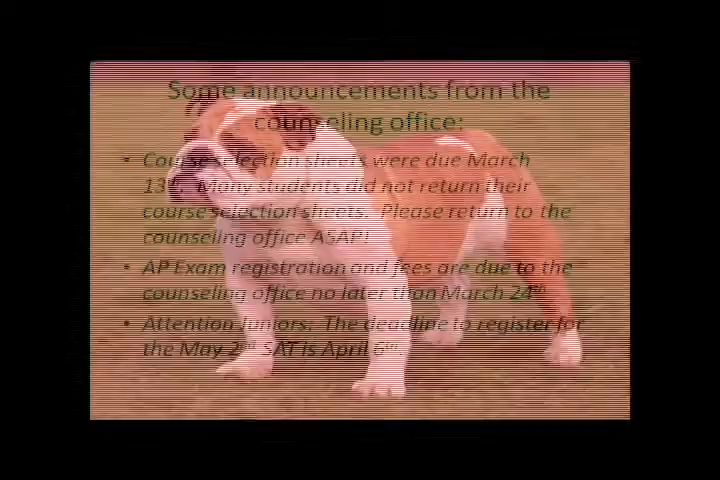 Some announcements from the
counseling office:
• Course selection sheets were due March
13th. Many students did not return their
course selection sheets. Please return to the
counseling office ASAP!
• AP Exam registration and fees are due to the
counseling office no later than March 24th.
• Attention Juniors: The deadline to register for
the May 2nd SAT is April 6th.